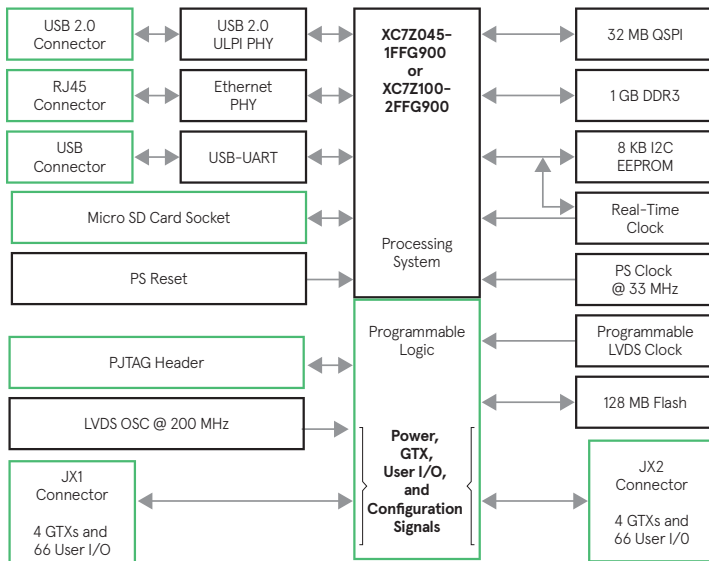 USB 2.0
Connector
USB 2.0
ULPI PHY
XC7Z045-
1FFG900
or
XC7Z100-
2FFG900
32 MB QSPI
RJ45
Connector
Ethernet
PHY
1 GB DDR3
USB
Connector
USB-UART
8 KB I2C
EEPROM
Micro SD Card Socket
Real-Time
Clock
Processing
System
PS Reset
PS Clock
@ 33 MHz
Programmable
Logic
Programmable
LVDS Clock
PJTAG Header
128 MB Flash
LVDS OSC @ 200 MHz
Power,
GTX,
User I/O,
and
Configuration
Signals
JX1
Connector
4 GTXs and
66 User I/O
JX2
Connector
4 GTXs and
66 User I/0